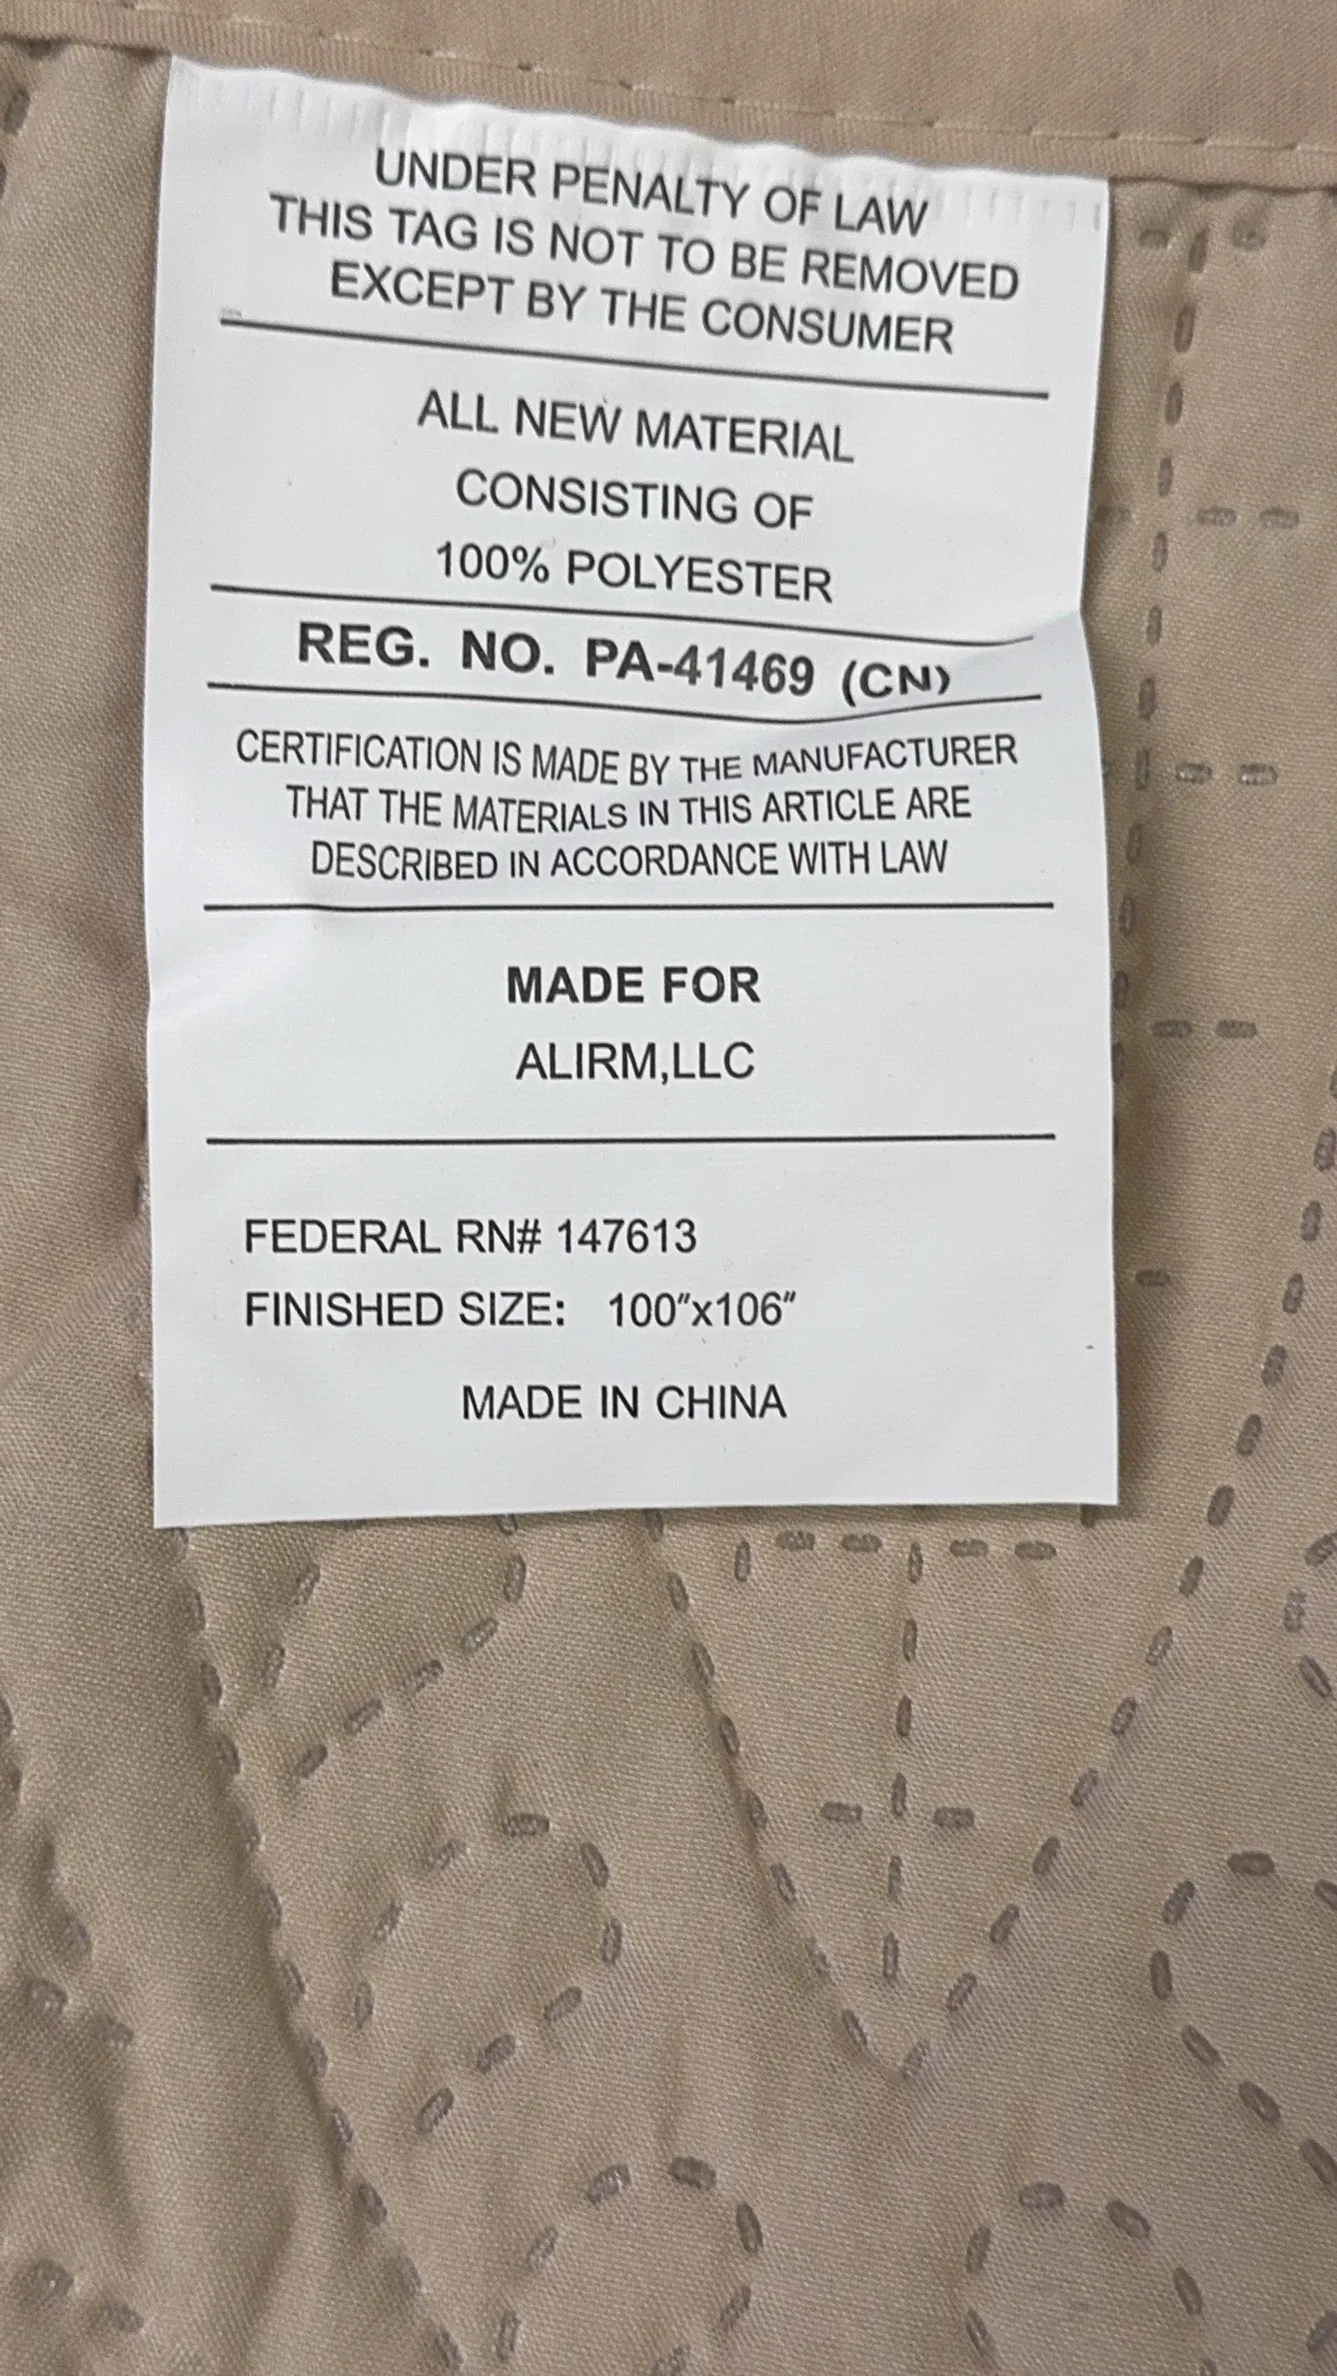 UNDER PENALTY OF LAW
THIS TAG IS NOT TO BE REMOVED
EXCEPT BY THE CONSUMER
ALL NEW MATERIAL
CONSISTING OF
100% POLYESTER
REG. NO. PA-41469 (CN)
CERTIFICATION IS MADE BY THE MANUFACTURER
THAT THE MATERIALS IN THIS ARTICLE ARE
DESCRIBED IN ACCORDANCE WITH LAW
MADE FOR
ALIRM,LLC
FEDERAL RN# 147613
FINISHED SIZE: 100"x106"
MADE IN CHINA